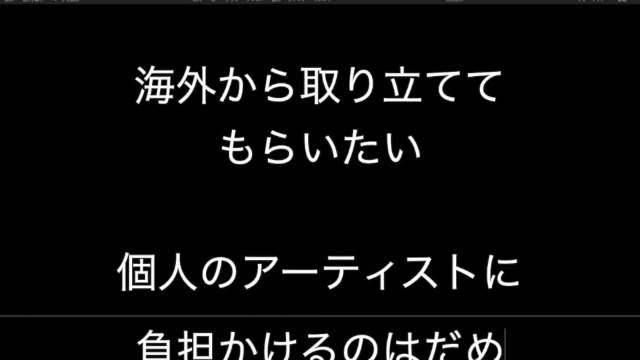 海外から取り立てて
もらいたい
個人のアーティストに
負担かけるのはだめ